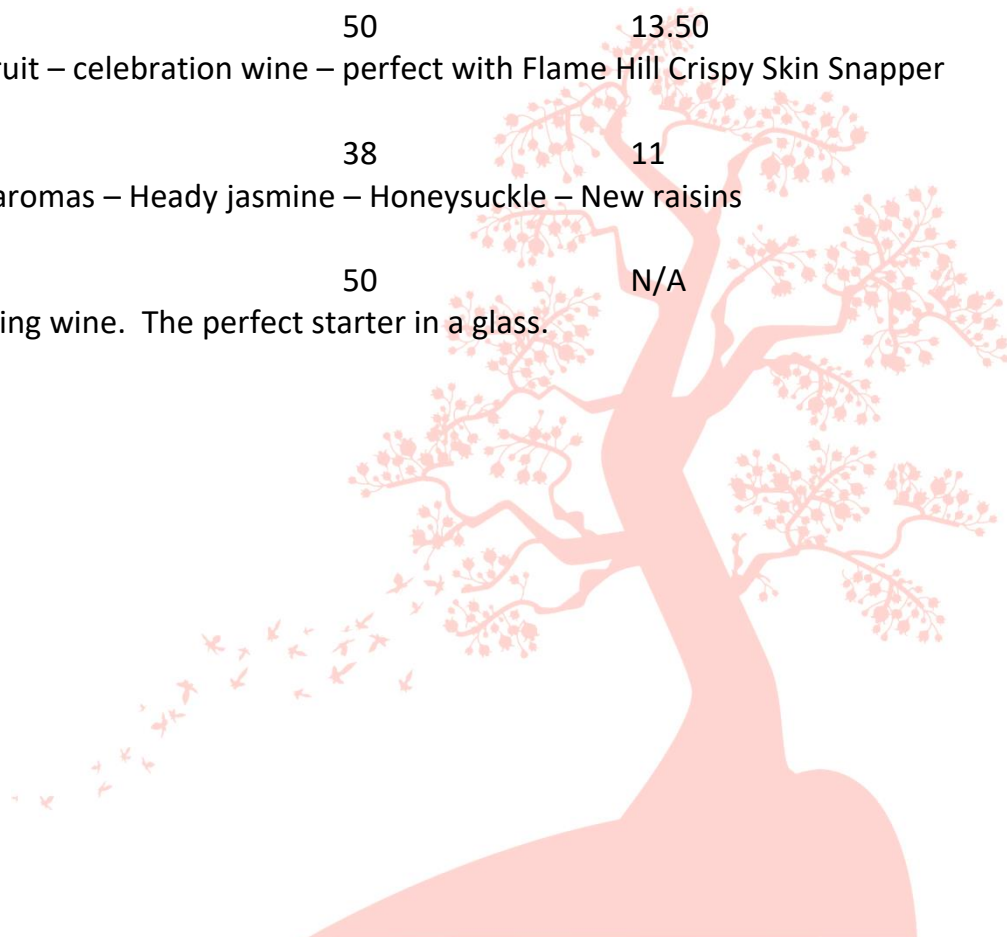 50 13.50
ruit – celebration wine – perfect with Flame Hill Crispy Skin Snapper
38 11
aromas – Heady jasmine – Honeysuckle – New raisins
50 N/A
ing wine. The perfect starter in a glass.